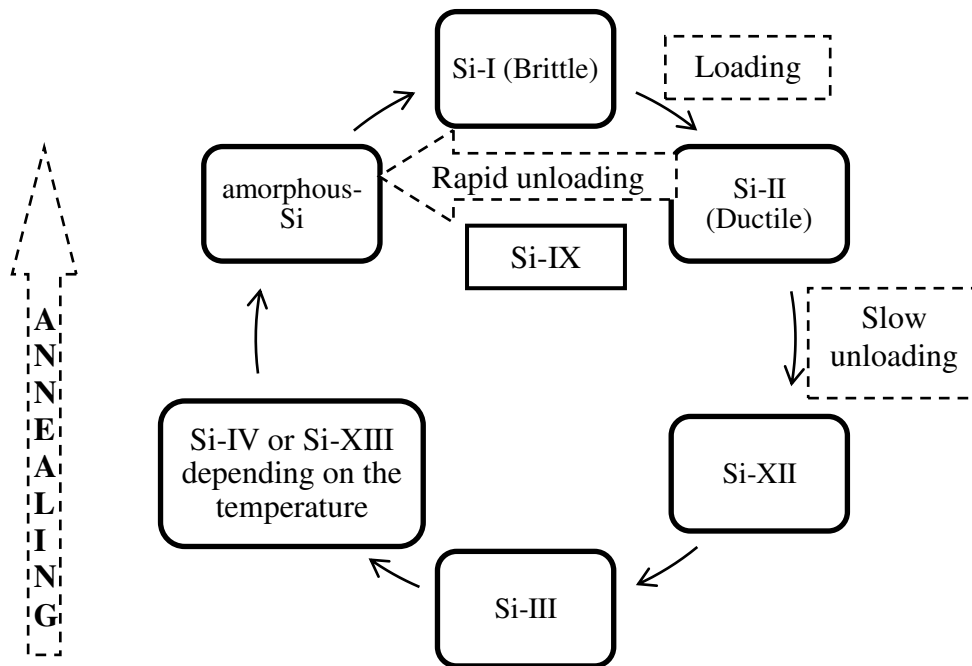 Si-I (Brittle)
Loading
amorphous-
Si
Rapid unloading
Si-II
(Ductile)
Si-IX
Slow
unloading
ANNEALING
Si-IV or Si-XIII
depending on the
temperature
Si-XII
Si-III